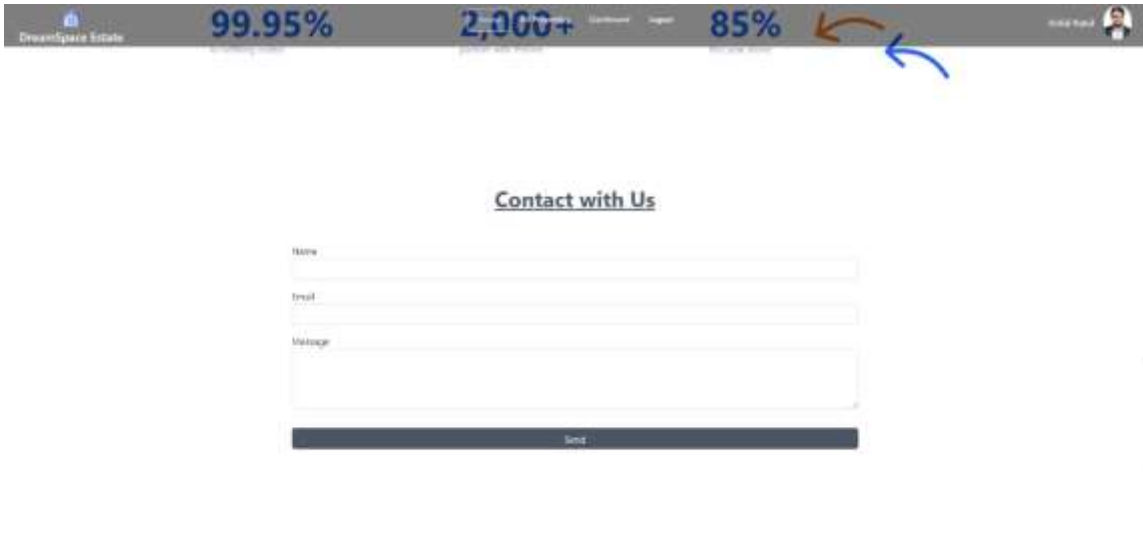 99.95% 2,000+ 85%
DreamSpace Estate Dashboard Logout
Contact with Us
Name
Email
Message
Send